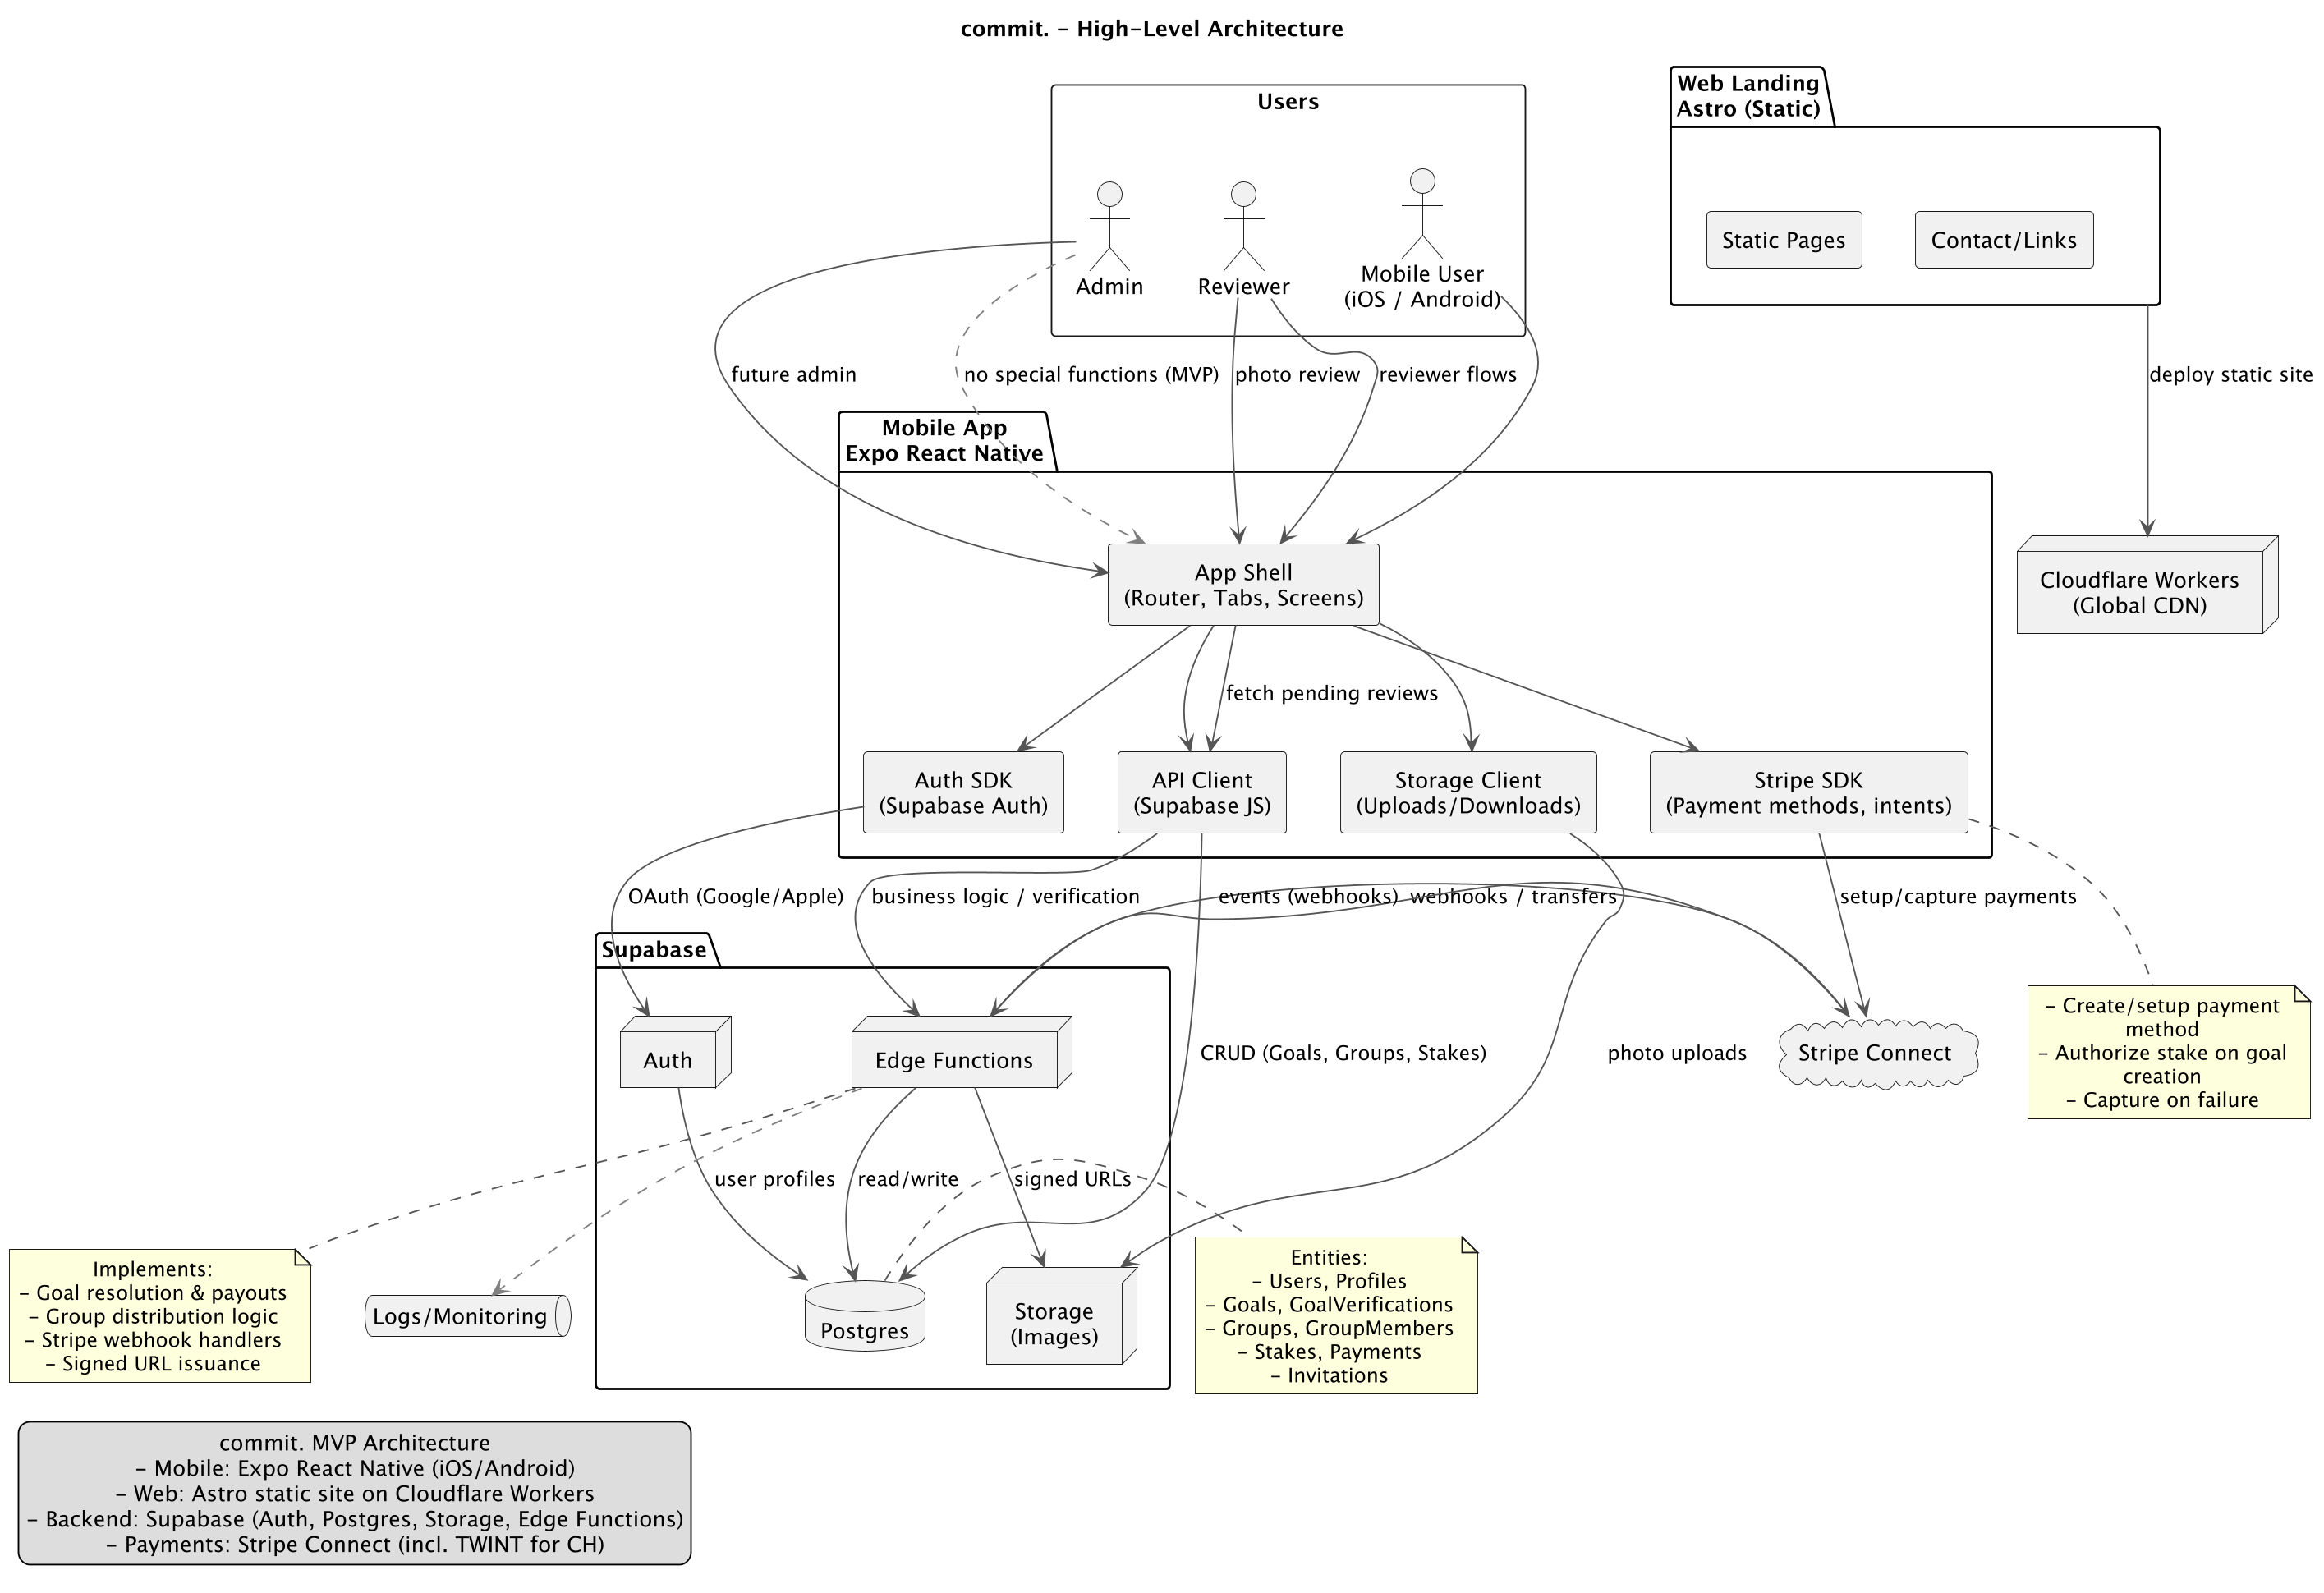 commit. – High-Level Architecture
Users
Web Landing
Astro (Static)
Admin
Reviewer
Mobile User
(iOS / Android)
Static Pages
Contact/Links
future admin
no special functions (MVP)
photo review
reviewer flows
deploy static site
Mobile App
Expo React Native
App Shell
(Router, Tabs, Screens)
Cloudflare Workers
(Global CDN)
fetch pending reviews
Auth SDK
(Supabase Auth)
API Client
(Supabase JS)
Storage Client
(Uploads/Downloads)
Stripe SDK
(Payment methods, intents)
OAuth (Google/Apple)
business logic / verification
events (webhooks)
webhooks / transfers
setup/capture payments
Supabase
Auth
Edge Functions
CRUD (Goals, Groups, Stakes)
photo uploads
Stripe Connect
– Create/setup payment
method
– Authorize stake on goal
creation
– Capture on failure
user profiles
read/write
signed URLs
Implements:
– Goal resolution & payouts
– Group distribution logic
– Stripe webhook handlers
– Signed URL issuance
Logs/Monitoring
Postgres
Storage
(Images)
Entities:
– Users, Profiles
– Goals, GoalVerifications
– Groups, GroupMembers
– Stakes, Payments
– Invitations
commit. MVP Architecture
– Mobile: Expo React Native (iOS/Android)
– Web: Astro static site on Cloudflare Workers
– Backend: Supabase (Auth, Postgres, Storage, Edge Functions)
– Payments: Stripe Connect (incl. TWINT for CH)